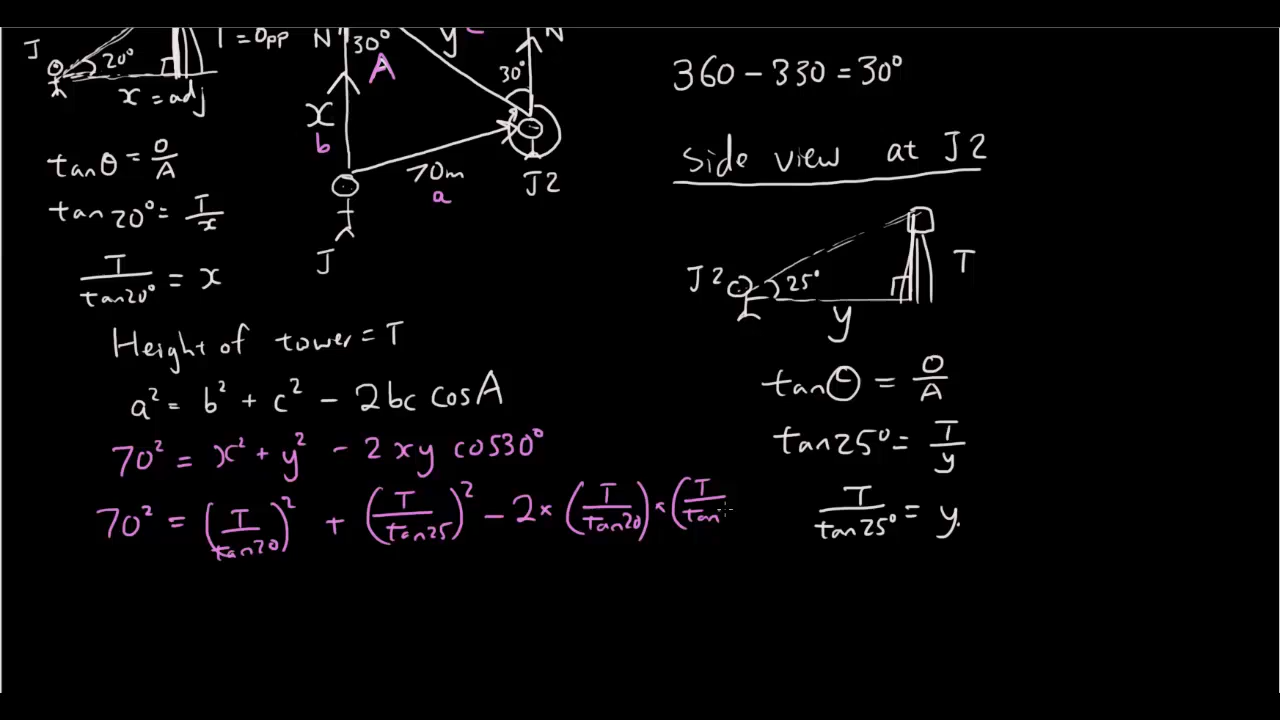 J 20° T = Opp
x = adj
N 30° A
y c
30° N
x
b
70m
a
J2
J
tanθ = O/A
tan20° = T/x
T/tan20° = x
Height of tower = T
a² = b² + c² - 2bc cosA
70² = x² + y² - 2xy cos30°
70² = (T/tan20)² + (T/tan25)² - 2 × (T/tan20) × (T/tan
360 - 330 = 30°
side view at J2
J2 25° T
y
tanθ = O/A
tan25° = T/y
T/tan25° = y